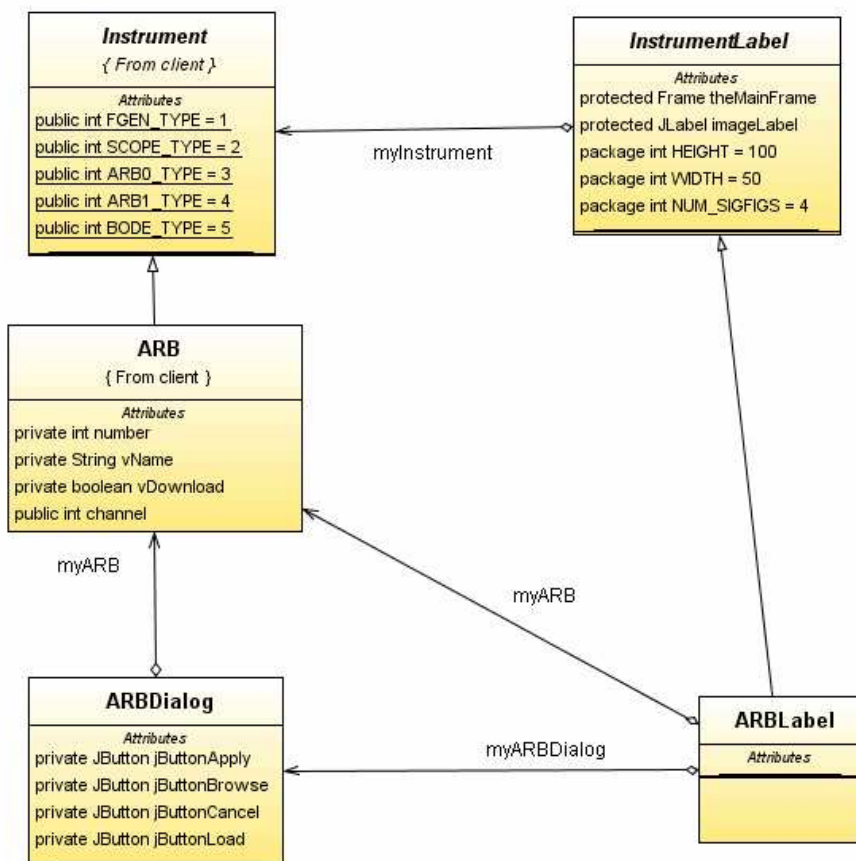 Instrument
{ From client }
Attributes
public int FGEN_TYPE = 1
public int SCOPE_TYPE = 2
public int ARB0_TYPE = 3
public int ARB1_TYPE = 4
public int BODE_TYPE = 5
InstrumentLabel
Attributes
protected Frame theMainFrame
protected JLabel imageLabel
package int HEIGHT = 100
package int WIDTH = 50
package int NUM_SIGFIGS = 4
myInstrument
ARB
{ From client }
Attributes
private int number
private String vName
private boolean vDownload
public int channel
myARB
myARB
ARBDialog
Attributes
private JButton jButtonApply
private JButton jButtonBrowse
private JButton jButtonCancel
private JButton jButtonLoad
myARBDialog
ARBLabel
Attributes